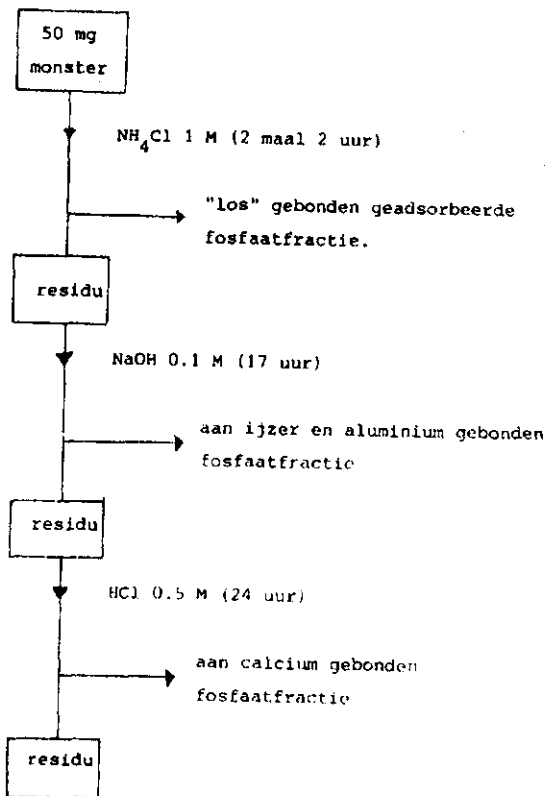 50 mg
monster
NH4Cl 1 M (2 maal 2 uur)
"los" gebonden geadsorbeerde
fosfaatfractie.
residu
NaOH 0.1 M (17 uur)
aan ijzer en aluminium gebonden
fosfaatfractie
residu
HCl 0.5 M (24 uur)
aan calcium gebonden
fosfaatfractie
residu